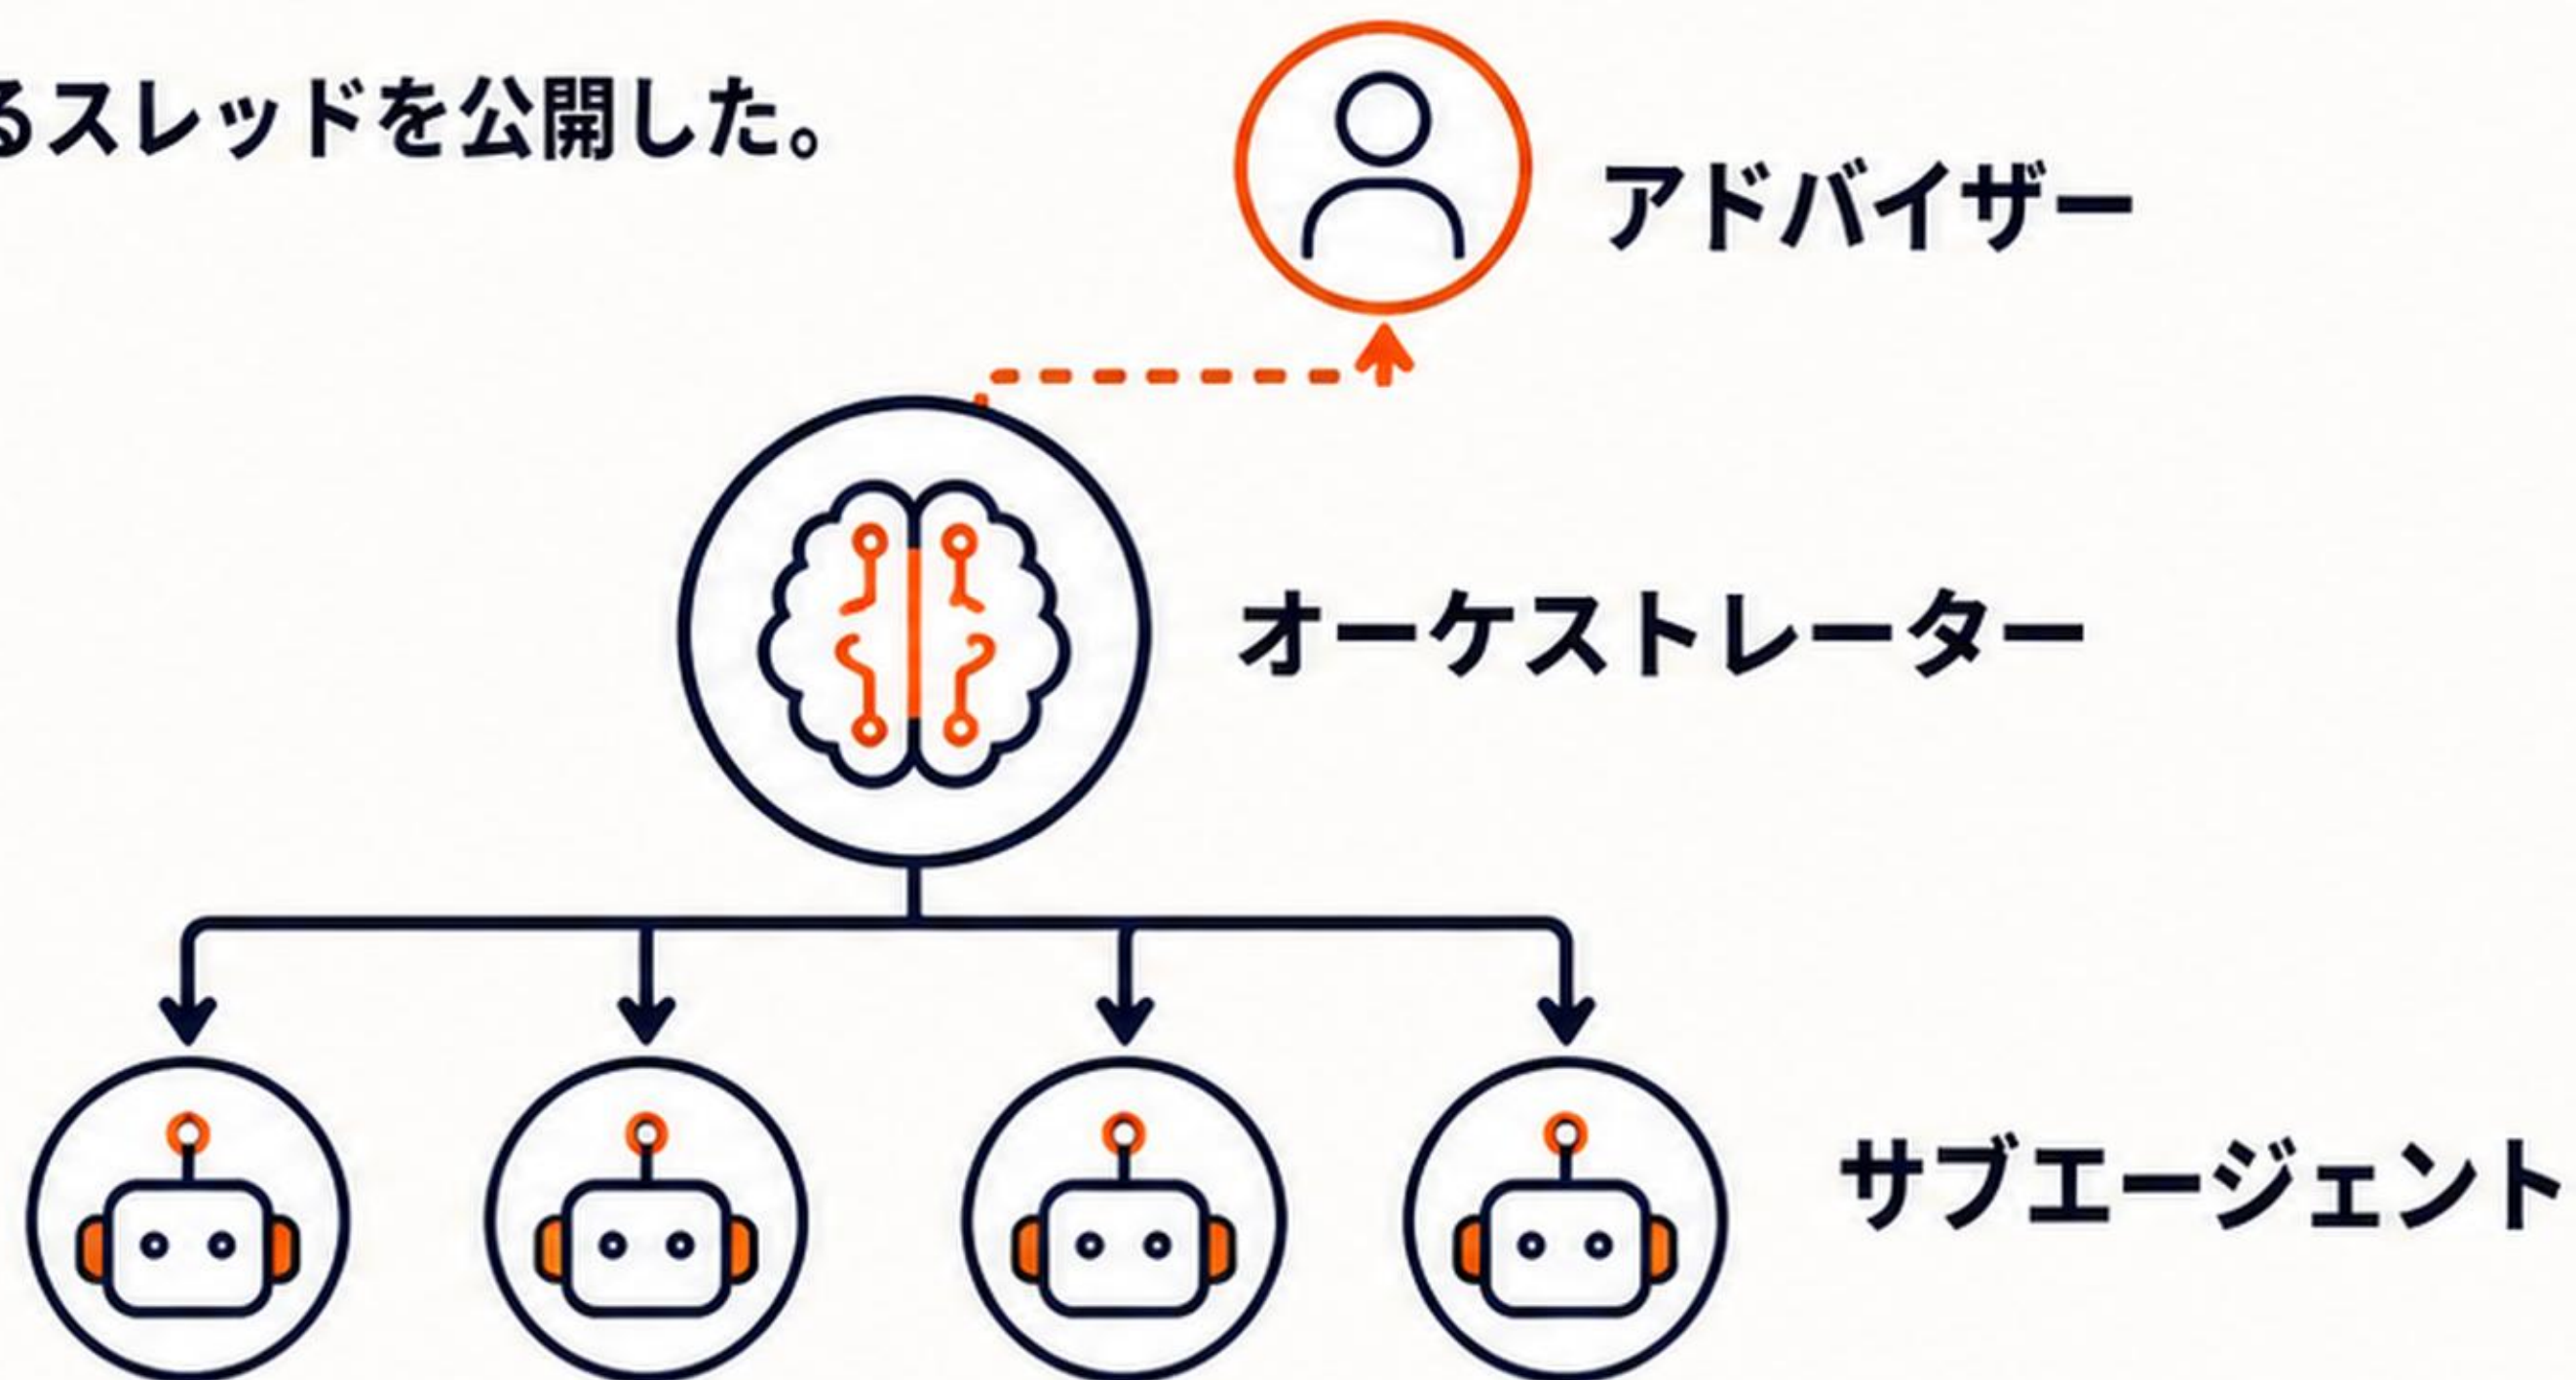 るスレッドを公開した。
アドバイザー
オーケストレーター
サブエージェント